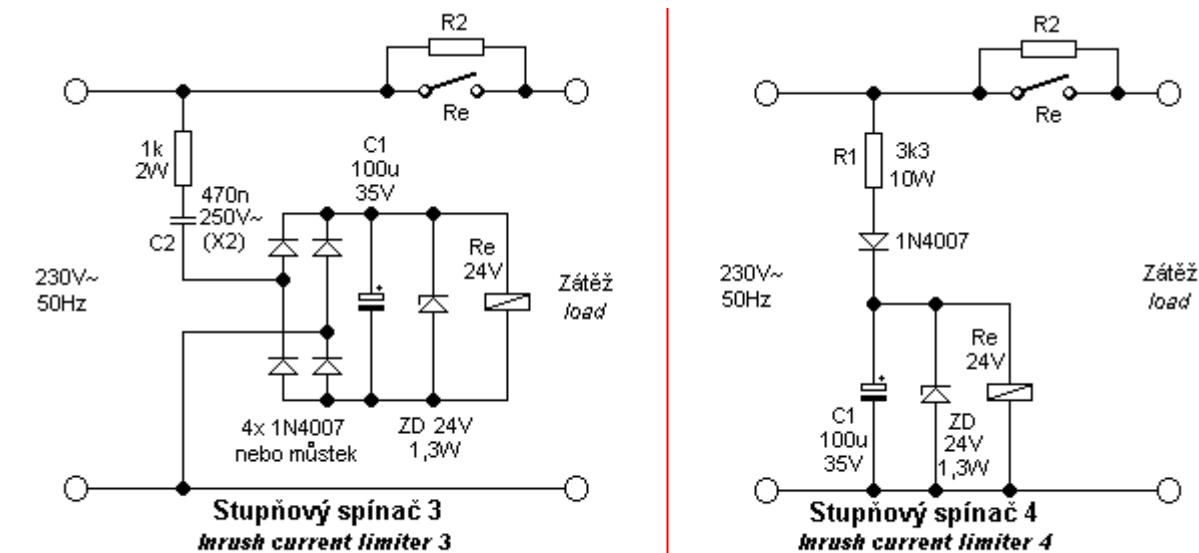 R2
Re
1k
2W
470n
250V~
(X2)
C2
C1
100u
35V
+
Re
24V
230V~
50Hz
Zátěž
load
4x 1N4007
nebo můstek
ZD 24V
1,3W
Stupňový spínač 3
Inrush current limiter 3
R2
Re
R1
3k3
10W
1N4007
230V~
50Hz
Zátěž
load
Re
24V
+
C1
100u
35V
ZD
24V
1,3W
Stupňový spínač 4
Inrush current limiter 4